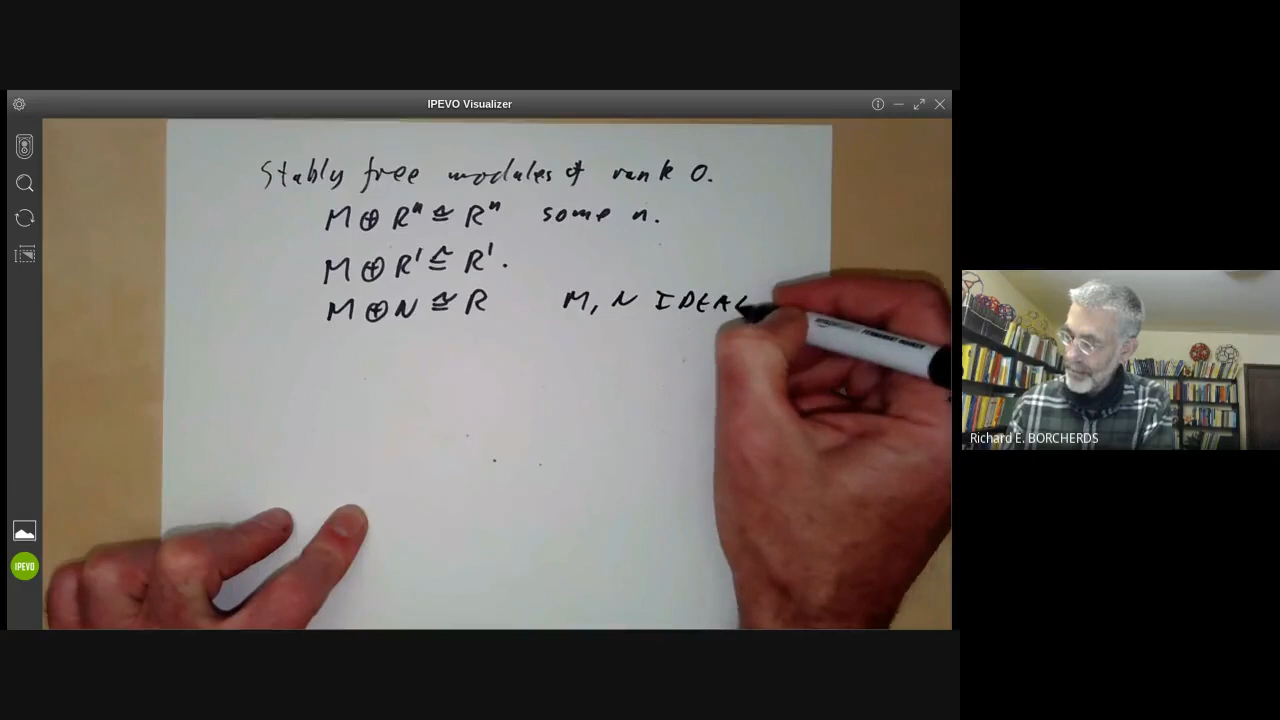 IPEVO Visualizer
Stably free modules of rank 0.
M ⊕ Rⁿ ≅ Rⁿ some n.
M ⊕ R¹ ≅ R¹.
M ⊕ N ≅ R M, N IDEAL
Richard E. BORCHERDS
IPEVO